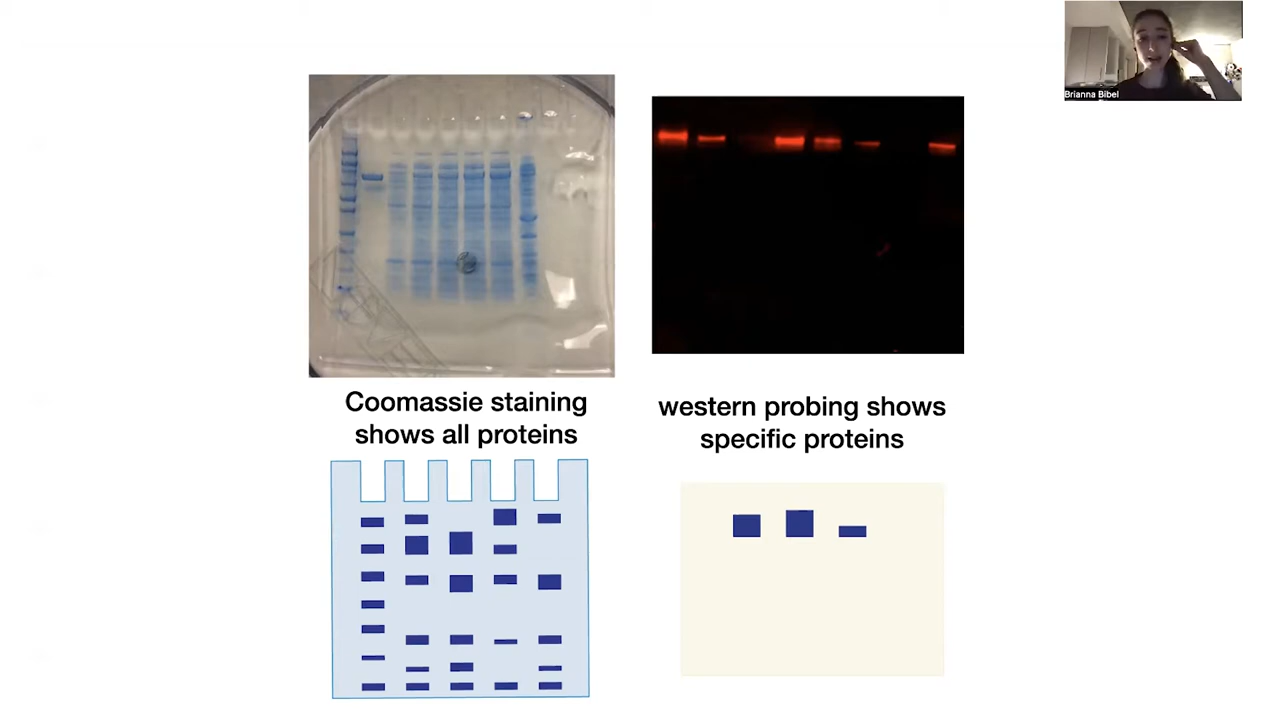 Brianna Bibel
Coomassie staining
shows all proteins
western probing shows
specific proteins